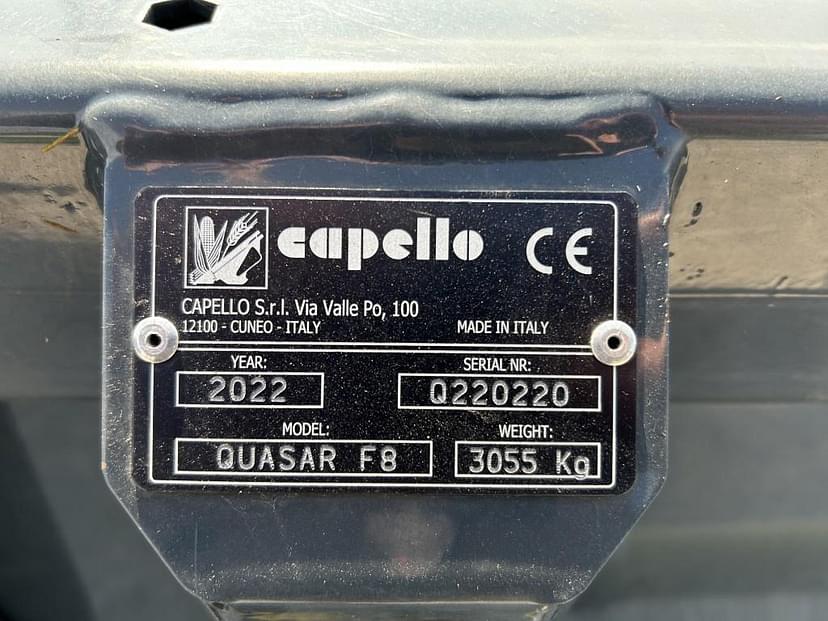 capello CE
CAPELLO S.r.l. Via Valle Po, 100
12100 - CUNEO - ITALY MADE IN ITALY
YEAR: SERIAL NR:
2022 Q220220
MODEL: WEIGHT:
QUASAR F8 3055 Kg